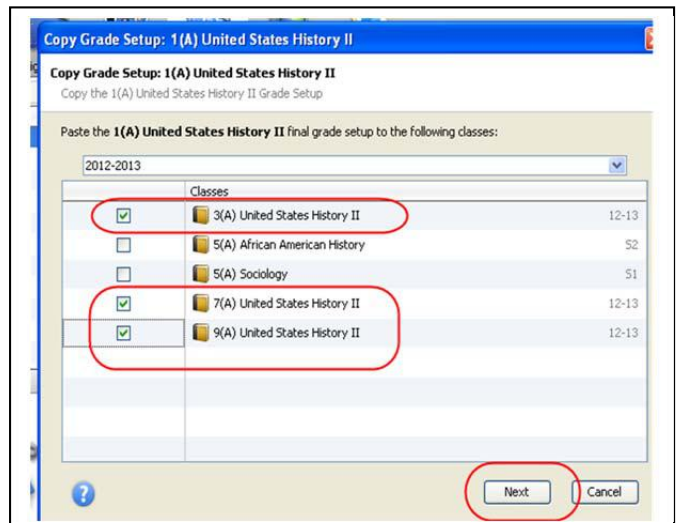 Copy Grade Setup: 1(A) United States History II
Copy Grade Setup: 1(A) United States History II
Copy the 1(A) United States History II Grade Setup
Paste the 1(A) United States History II final grade setup to the following classes:
2012-2013
Classes
3(A) United States History II 12-13
5(A) African American History S2
5(A) Sociology S1
7(A) United States History II 12-13
9(A) United States History II 12-13
? Next Cancel